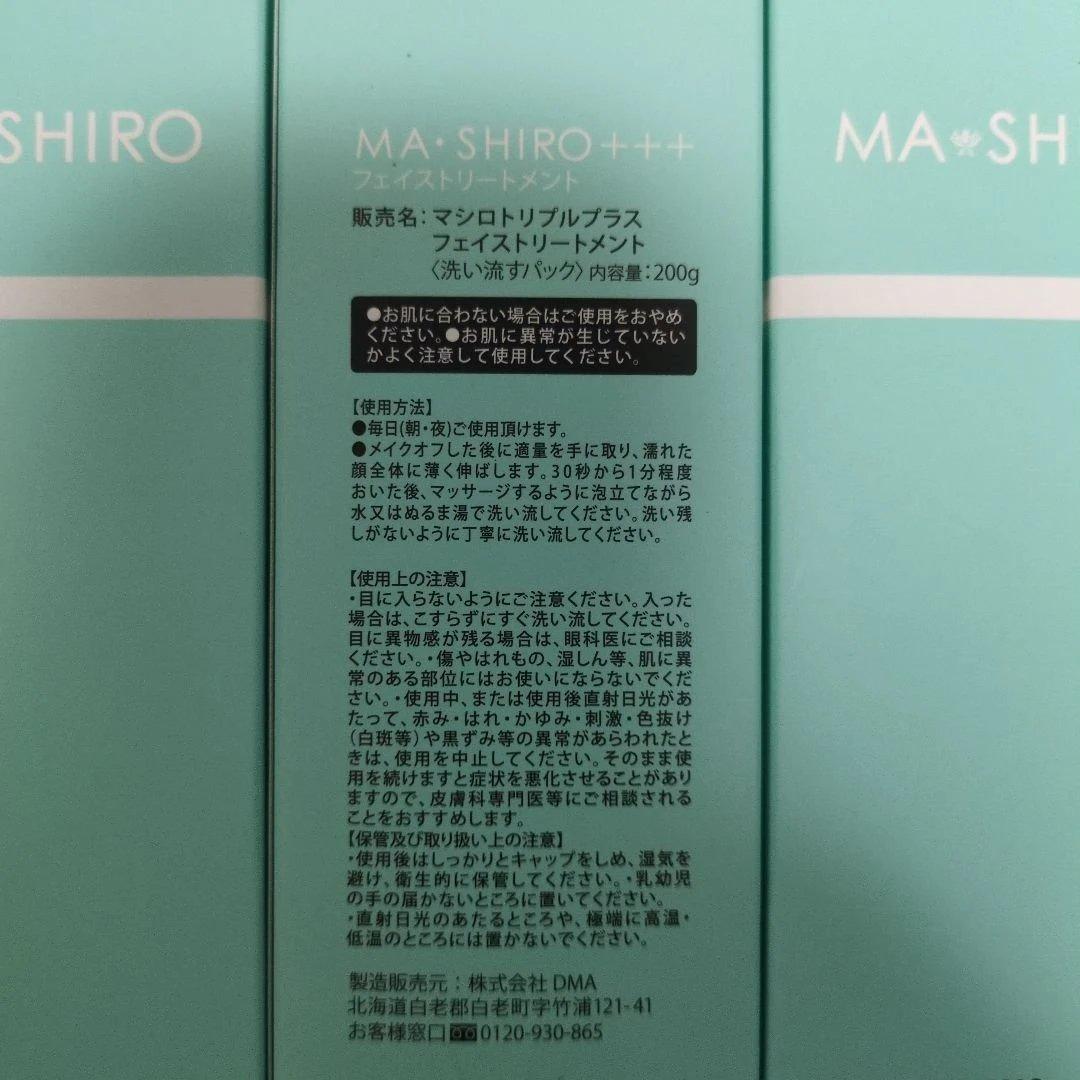 SHIRO
MA・SHIRO+++
フェイストリートメント
販売名：マシロトリプルプラス
フェイストリートメント
〈洗い流すパック〉内容量：200g
●お肌に合わない場合はご使用をおやめ
ください。●お肌に異常が生じていない
かよく注意して使用してください。
【使用方法】
●毎日(朝・夜)ご使用頂けます。
●メイクオフした後に適量を手に取り、濡れた
顔全体に薄く伸ばします。30秒から1分程度
おいた後、マッサージするように泡立てながら
水又はぬるま湯で洗い流してください。洗い残
しがないように丁寧に洗い流してください。
【使用上の注意】
・目に入らないようにご注意ください。入った
場合は、こすらずにすぐ洗い流してください。
目に異物感が残る場合は、眼科医にご相談
ください。・傷やはれもの、湿しん等、肌に異
常のある部位にはお使いにならないでくだ
さい。・使用中、または使用後直射日光があ
たって、赤み・はれ・かゆみ・刺激・色抜け
（白斑等）や黒ずみ等の異常があらわれたと
きは、使用を中止してください。そのまま使
用を続けますと症状を悪化させることがあり
ますので、皮膚科専門医等にご相談される
ことをおすすめします。
【保管及び取り扱い上の注意】
・使用後はしっかりとキャップをしめ、湿気を
避け、衛生的に保管してください。・乳幼児
の手の届かないところに置いてください。
・直射日光のあたるところや、極端に高温・
低温のところには置かないでください。
製造販売元：株式会社 DMA
北海道白老郡白老町字竹浦121-41
お客様窓口 0120-930-865
MA SH